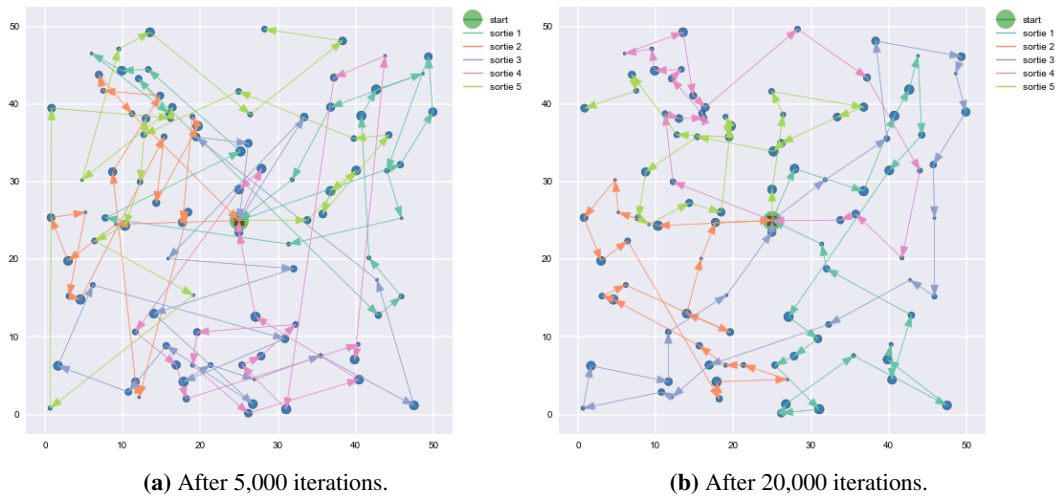 50
40
30
20
10
0
0 10 20 30 40 50
start
sortie 1
sortie 2
sortie 3
sortie 4
sortie 5
(a) After 5,000 iterations.
50
40
30
20
10
0
0 10 20 30 40 50
start
sortie 1
sortie 2
sortie 3
sortie 4
sortie 5
(b) After 20,000 iterations.